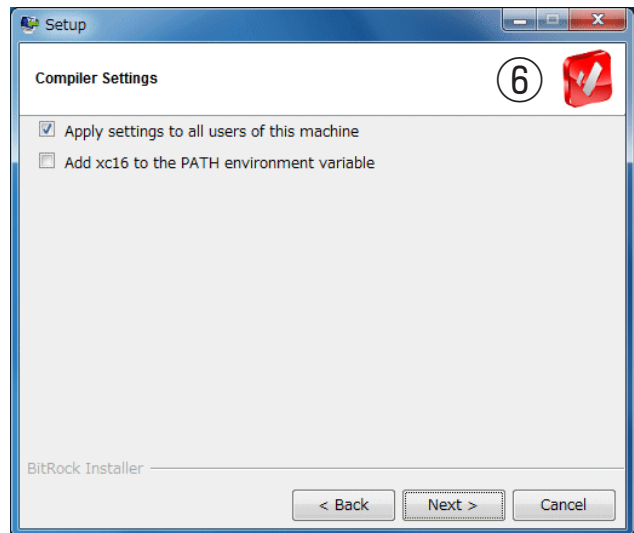 Setup
Compiler Settings
⑥
Apply settings to all users of this machine
Add xc16 to the PATH environment variable
BitRock Installer
< Back
Next >
Cancel